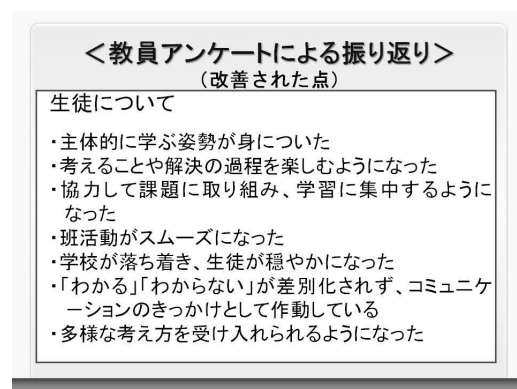 ＜教員アンケートによる振り返り＞
（改善された点）
生徒について
・主体的に学ぶ姿勢が身についた
・考えることや解決の過程を楽しむようになった
・協力して課題に取り組み、学習に集中するように
なった
・班活動がスムーズになった
・学校が落ち着き、生徒が穏やかになった
・「わかる」「わからない」が差別化されず、コミュニケ
ーションのきっかけとして作動している
・多様な考え方を受け入れられるようになった